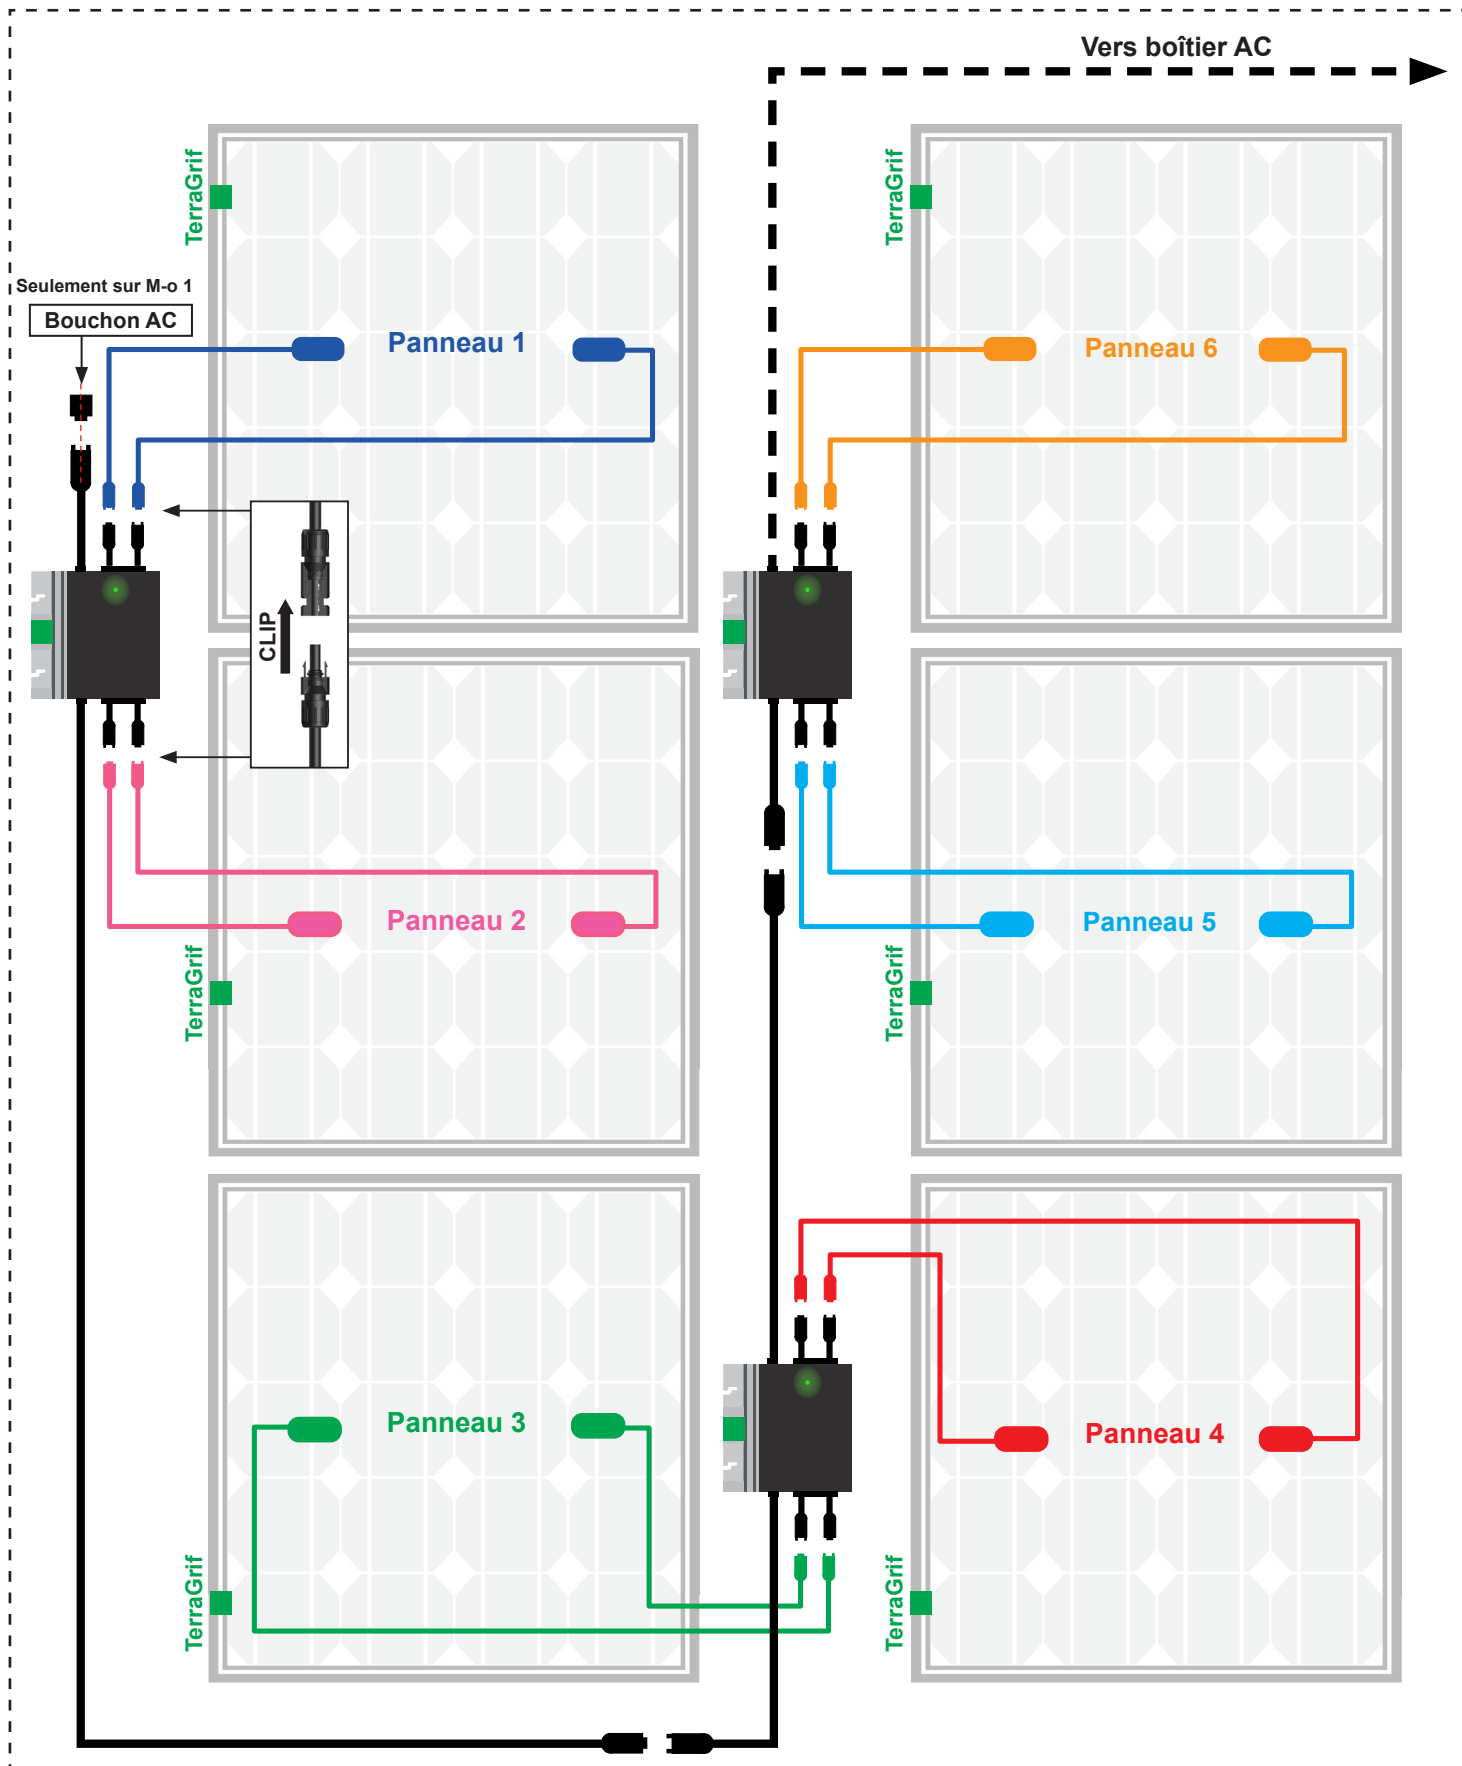 Vers boîtier AC
TerraGrif
TerraGrif
Seulement sur M-o 1
Bouchon AC
Panneau 1
Panneau 6
CLIP
Panneau 2
Panneau 5
TerraGrif
TerraGrif
Panneau 3
Panneau 4
TerraGrif
TerraGrif